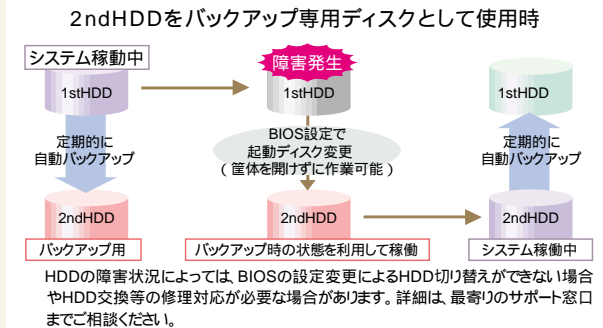 2ndHDDをバックアップ専用ディスクとして使用時
システム稼動中
1stHDD
定期的に
自動バックアップ
2ndHDD
バックアップ用
障害発生
1stHDD
BIOS設定で
起動ディスク変更
(筐体を開けずに作業可能)
2ndHDD
バックアップ時の状態を利用して稼働
1stHDD
定期的に
自動バックアップ
2ndHDD
システム稼動中
HDDの障害状況によっては、BIOSの設定変更によるHDD切り替えができない場合
やHDD交換等の修理対応が必要な場合があります。詳細は、最寄りのサポート窓口
までご相談ください。